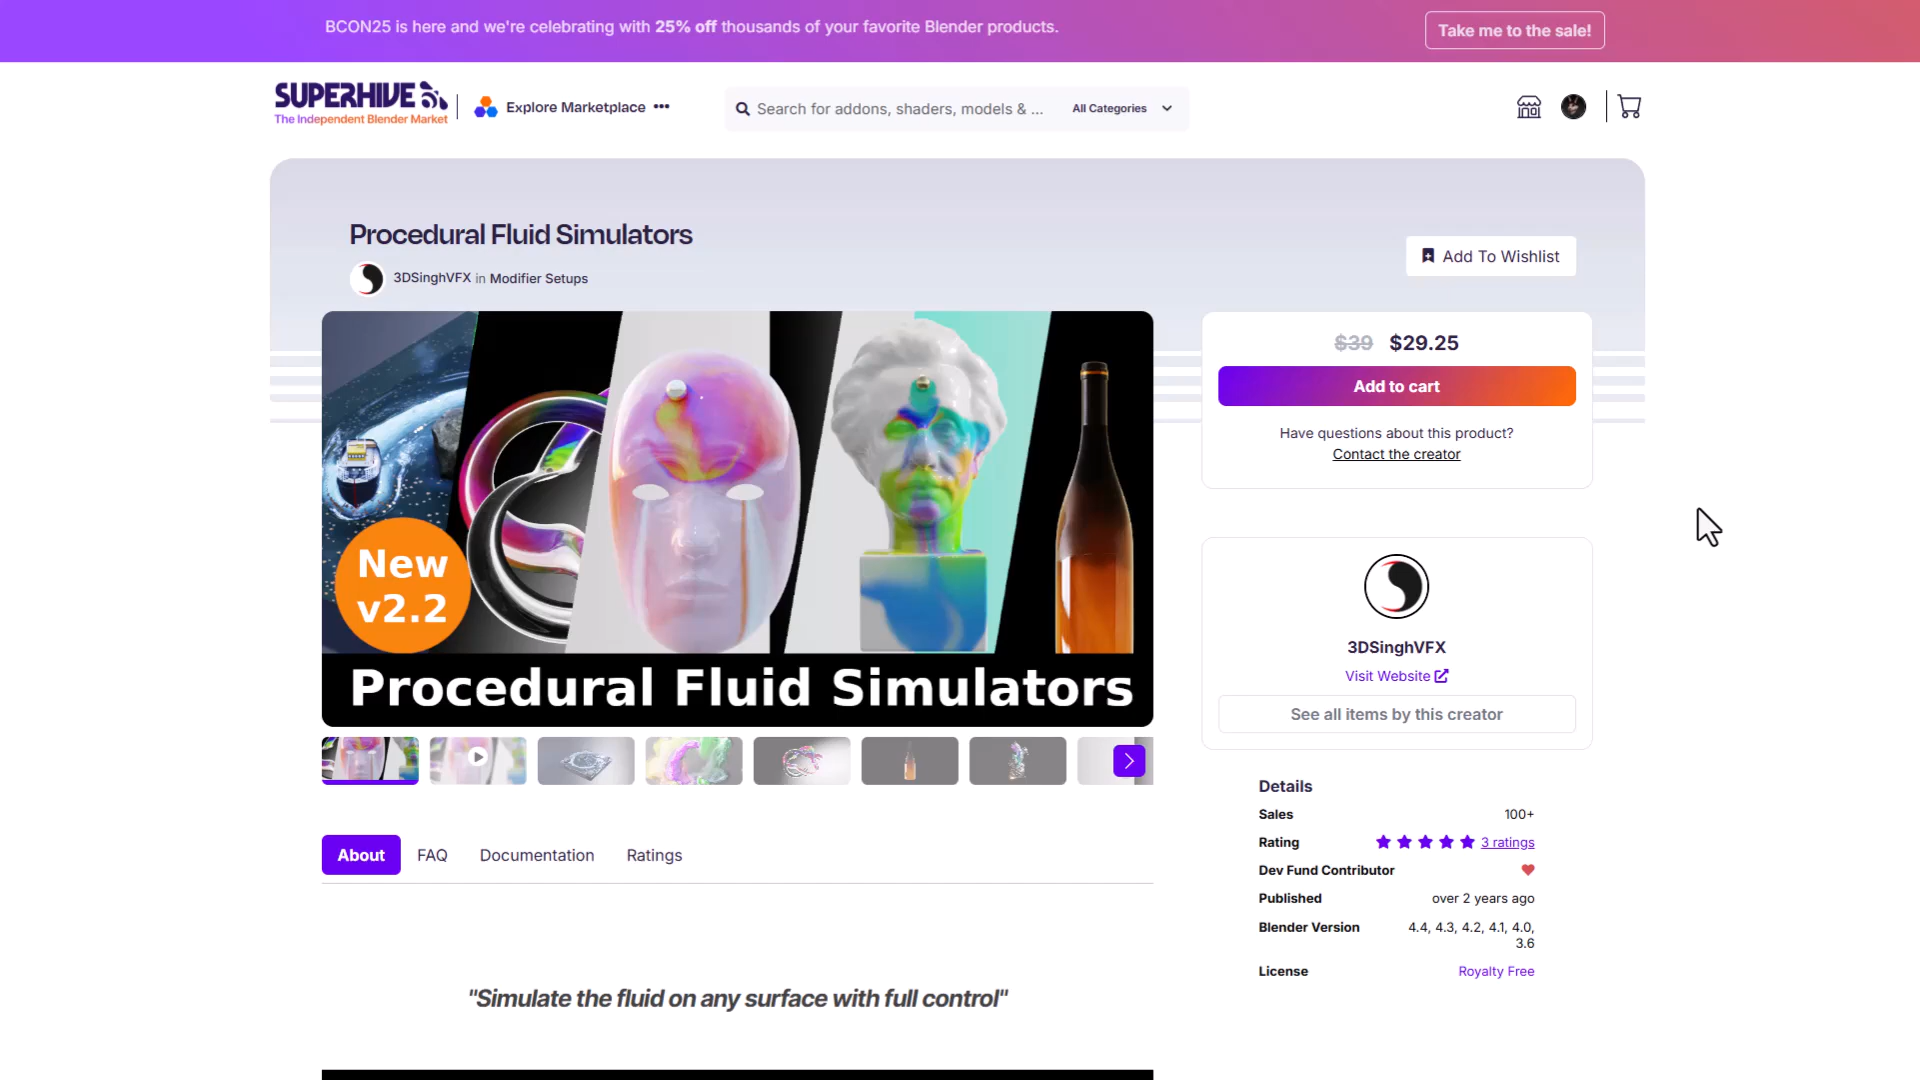 BCON25 is here and we're celebrating with 25% off thousands of your favorite Blender products.
Take me to the sale!
SUPERHIVE
The Independent Blender Market
Explore Marketplace •••
Search for addons, shaders, models & ...
All Categories
Procedural Fluid Simulators
3DSinghVFX in Modifier Setups
Add To Wishlist
New
v2.2
Procedural Fluid Simulators
$39 $29.25
Add to cart
Have questions about this product?
Contact the creator
3DSinghVFX
Visit Website
See all items by this creator
Details
Sales 100+
Rating 3 ratings
Dev Fund Contributor
Published over 2 years ago
Blender Version 4.4, 4.3, 4.2, 4.1, 4.0,
3.6
License Royalty Free
About FAQ Documentation Ratings
"Simulate the fluid on any surface with full control"